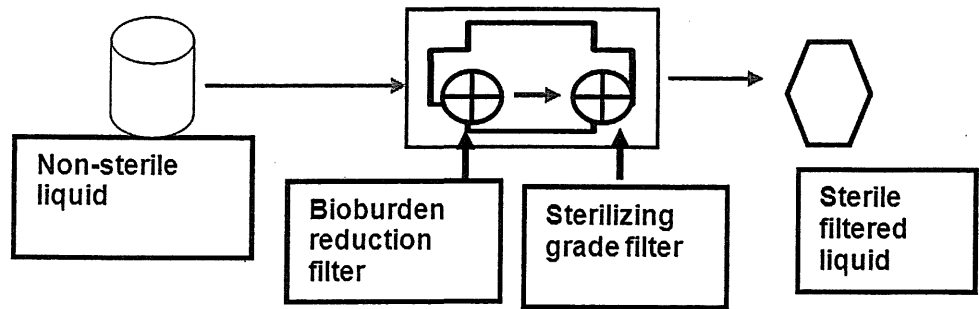 Non-sterile
liquid
Bioburden
reduction
filter
Sterilizing
grade filter
Sterile
filtered
liquid